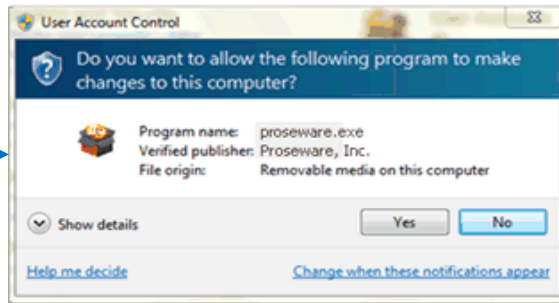 User Account Control
Do you want to allow the following program to make
changes to this computer?
Program name: proseware.exe
Verified publisher: Proseware, Inc.
File origin: Removable media on this computer
Show details
Yes
No
Help me decide
Change when these notifications appear